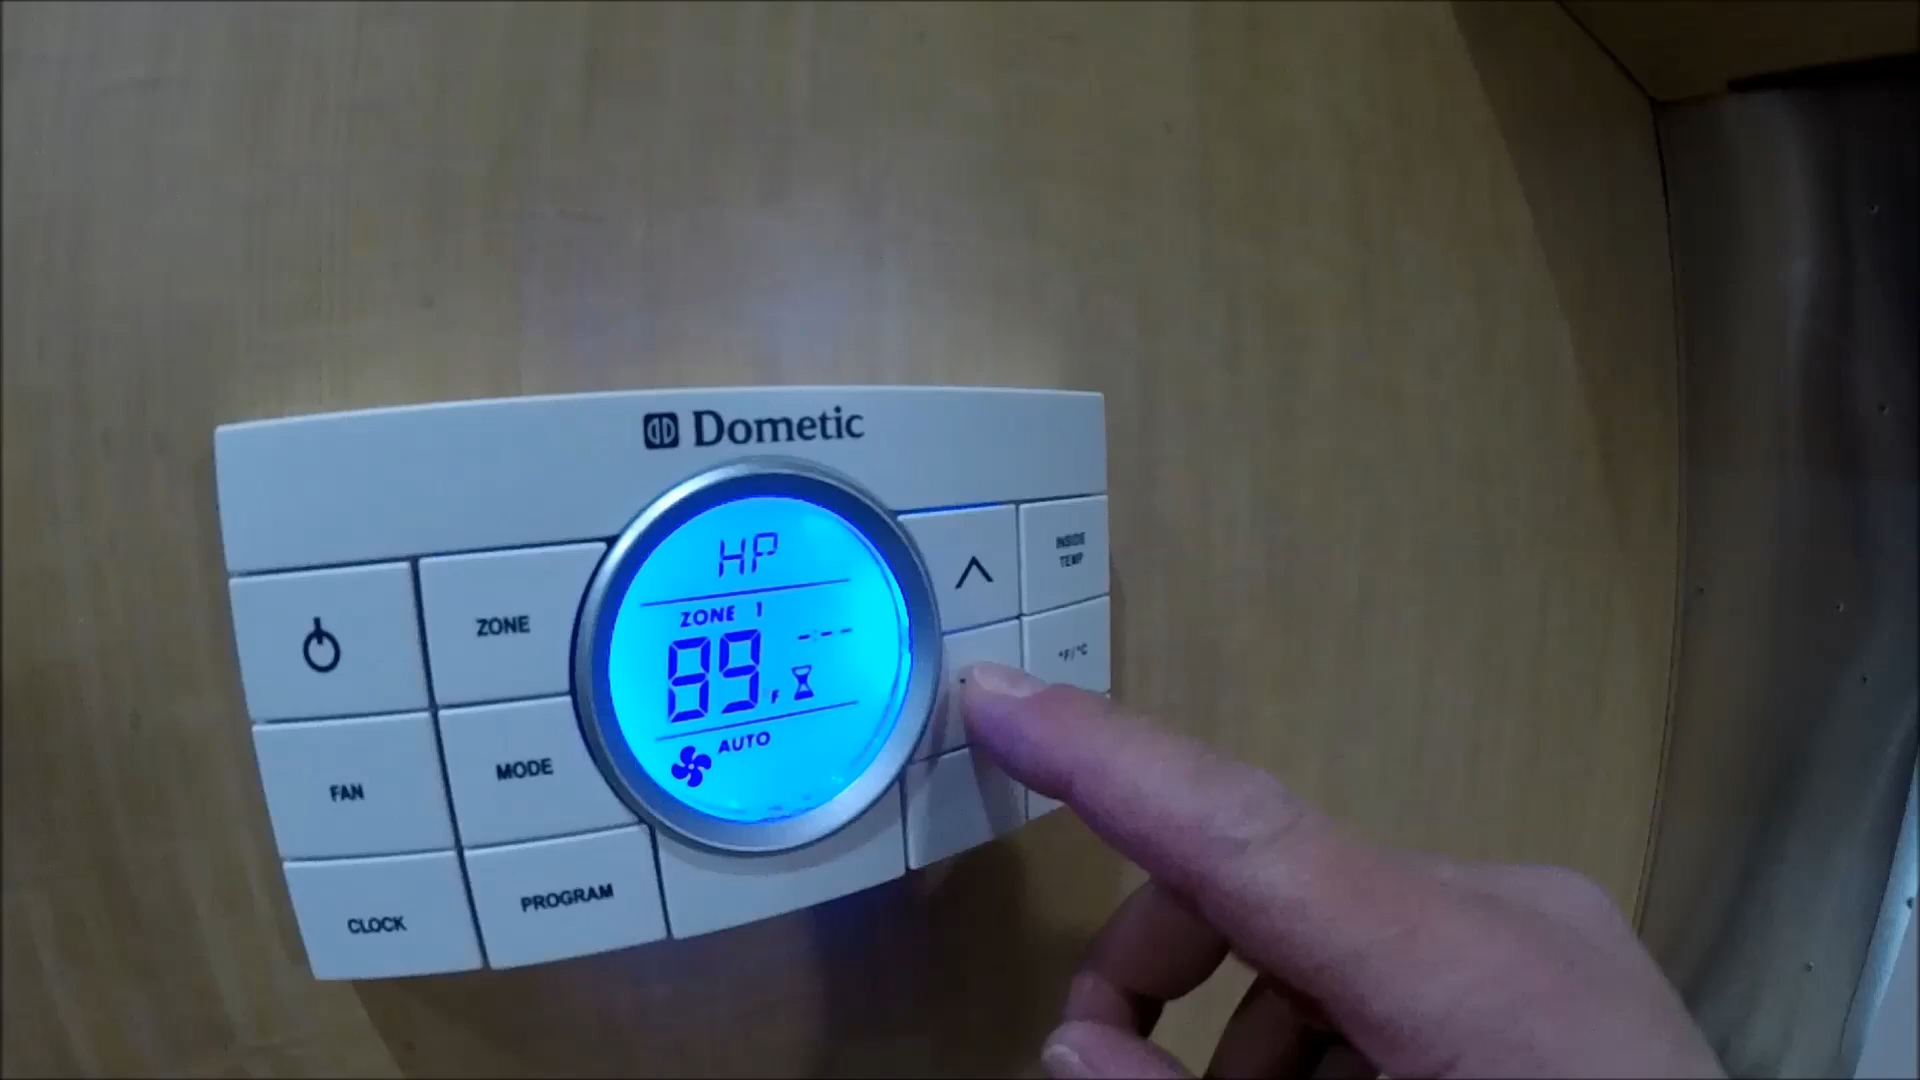 Dometic
HP
ZONE 1
89 F
-:--
AUTO
ZONE
FAN
MODE
CLOCK
PROGRAM
INSIDE
TEMP
°F/°C